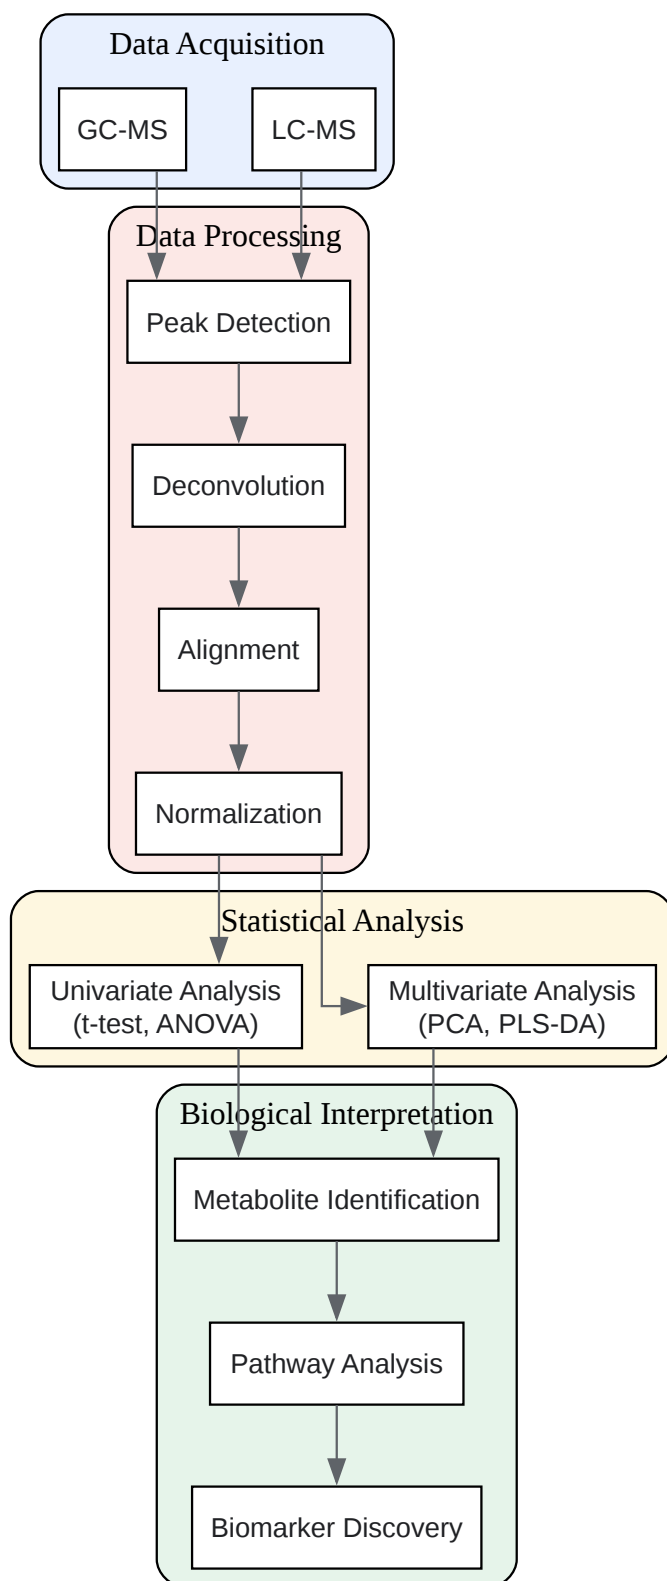 Data Acquisition
GC-MS
LC-MS
Data Processing
Peak Detection
Deconvolution
Alignment
Normalization
Statistical Analysis
Univariate Analysis
(t-test, ANOVA)
Multivariate Analysis
(PCA, PLS-DA)
Biological Interpretation
Metabolite Identification
Pathway Analysis
Biomarker Discovery